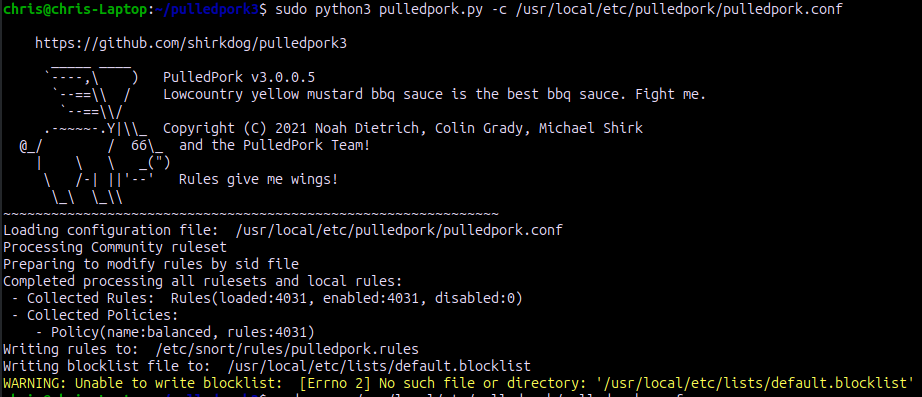 chris@chris-Laptop:~/pulledpork3$ sudo python3 pulledpork.py -c /usr/local/etc/pulledpork/pulledpork.conf
https://github.com/shirkdog/pulledpork3
      _____ ____
     `----,\    )   PulledPork v3.0.0.5
      `--==\\  /    Lowcountry yellow mustard bbq sauce is the best bbq sauce. Fight me.
       `--==\\/
     .-~~~~-.Y|\\_  Copyright (C) 2021 Noah Dietrich, Colin Grady, Michael Shirk
  @_/        /  66\_  and the PulledPork Team!
    |    \   \   _(")
     \   /-| ||'--'   Rules give me wings!
      \_\  \_\\
~~~~~~~~~~~~~~~~~~~~~~~~~~~~~~~~~~~~~~~~~~~~~~~~~~~~~~~~~~~~~~
Loading configuration file:  /usr/local/etc/pulledpork/pulledpork.conf
Processing Community ruleset
Preparing to modify rules by sid file
Completed processing all rulesets and local rules:
 - Collected Rules:  Rules(loaded:4031, enabled:4031, disabled:0)
 - Collected Policies:
    - Policy(name:balanced, rules:4031)
Writing rules to:  /etc/snort/rules/pulledpork.rules
Writing blocklist file to:  /usr/local/etc/lists/default.blocklist
WARNING: Unable to write blocklist:  [Errno 2] No such file or directory: '/usr/local/etc/lists/default.blocklist'